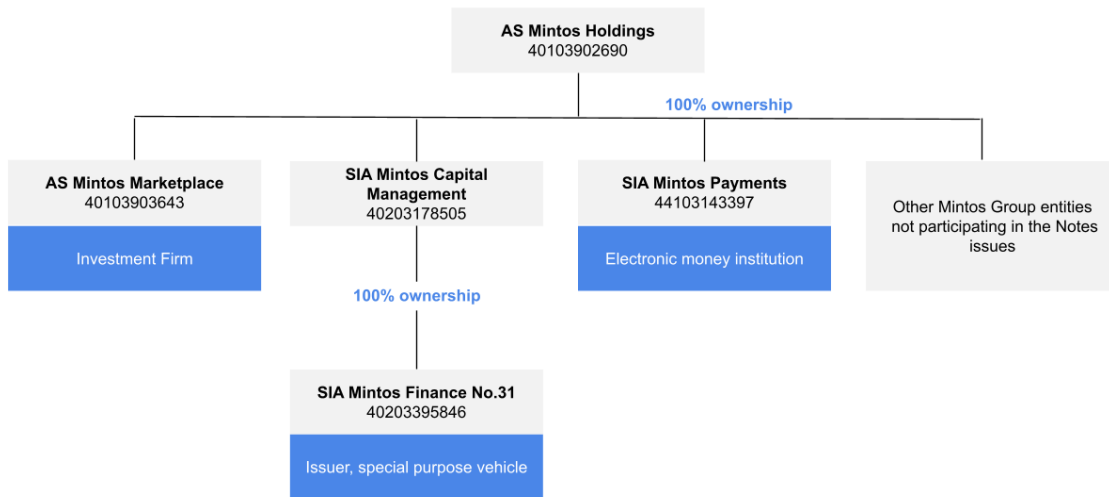 AS Mintos Holdings
40103902690
100% ownership
AS Mintos Marketplace
40103903643
Investment Firm
SIA Mintos Capital
Management
40203178505
SIA Mintos Payments
44103143397
Electronic money institution
Other Mintos Group entities
not participating in the Notes
issues
100% ownership
SIA Mintos Finance No.31
40203395846
Issuer, special purpose vehicle